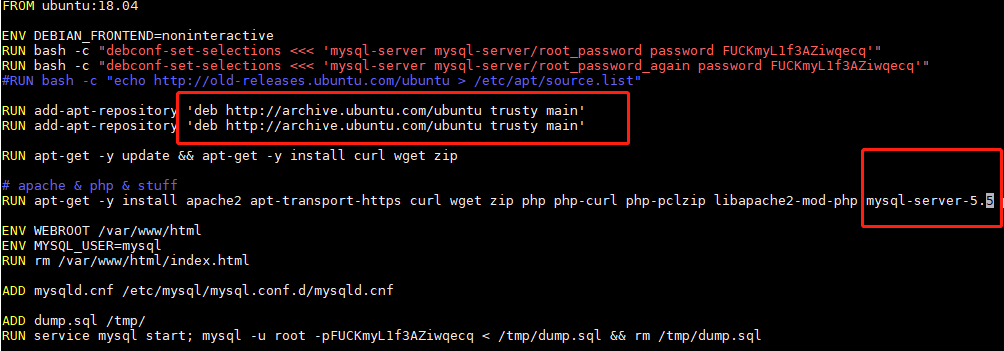 FROM ubuntu:18.04
ENV DEBIAN_FRONTEND=noninteractive
RUN bash -c "debconf-set-selections <<< 'mysql-server mysql-server/root_password password FUCKmyL1f3AZiwqecq'"
RUN bash -c "debconf-set-selections <<< 'mysql-server mysql-server/root_password_again password FUCKmyL1f3AZiwqecq'"
#RUN bash -c "echo http://old-releases.ubuntu.com/ubuntu > /etc/apt/source.list"
RUN add-apt-repository 'deb http://archive.ubuntu.com/ubuntu trusty main'
RUN add-apt-repository 'deb http://archive.ubuntu.com/ubuntu trusty main'
RUN apt-get -y update && apt-get -y install curl wget zip
# apache & php & stuff
RUN apt-get -y install apache2 apt-transport-https curl wget zip php php-curl php-pclzip libapache2-mod-php mysql-server-5.5
ENV WEBROOT /var/www/html
ENV MYSQL_USER=mysql
RUN rm /var/www/html/index.html
ADD mysqld.cnf /etc/mysql/mysql.conf.d/mysqld.cnf
ADD dump.sql /tmp/
RUN service mysql start; mysql -u root -pFUCKmyL1f3AZiwqecq < /tmp/dump.sql && rm /tmp/dump.sql